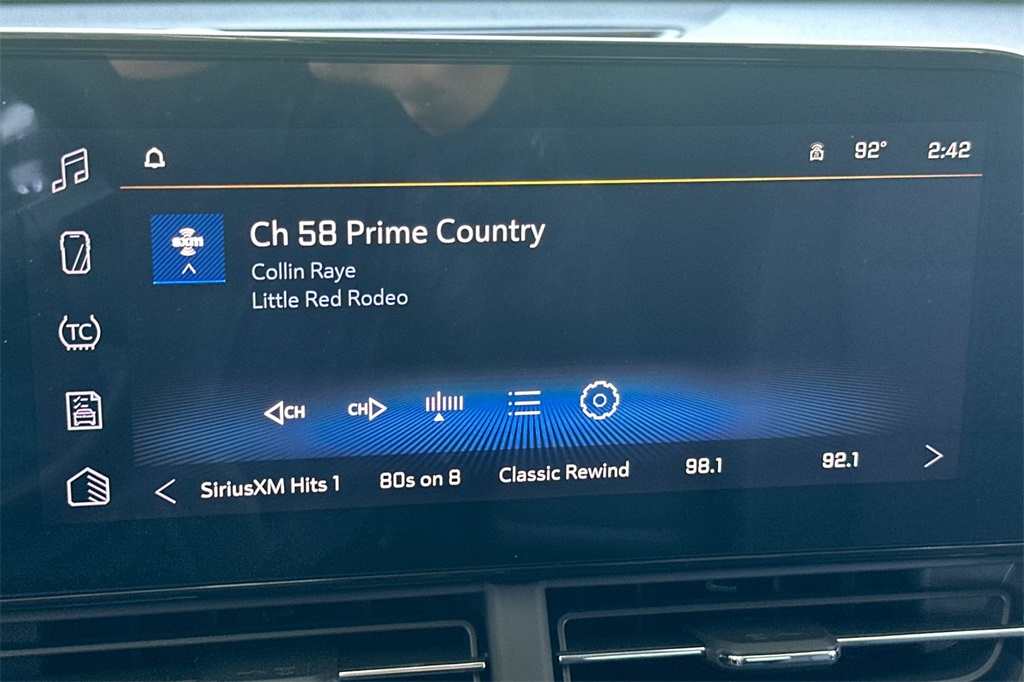 92° 2:42
sxm
Ch 58 Prime Country
Collin Raye
Little Red Rodeo
TC
CH CH
SiriusXM Hits 1 80s on 8 Classic Rewind 98.1 92.1